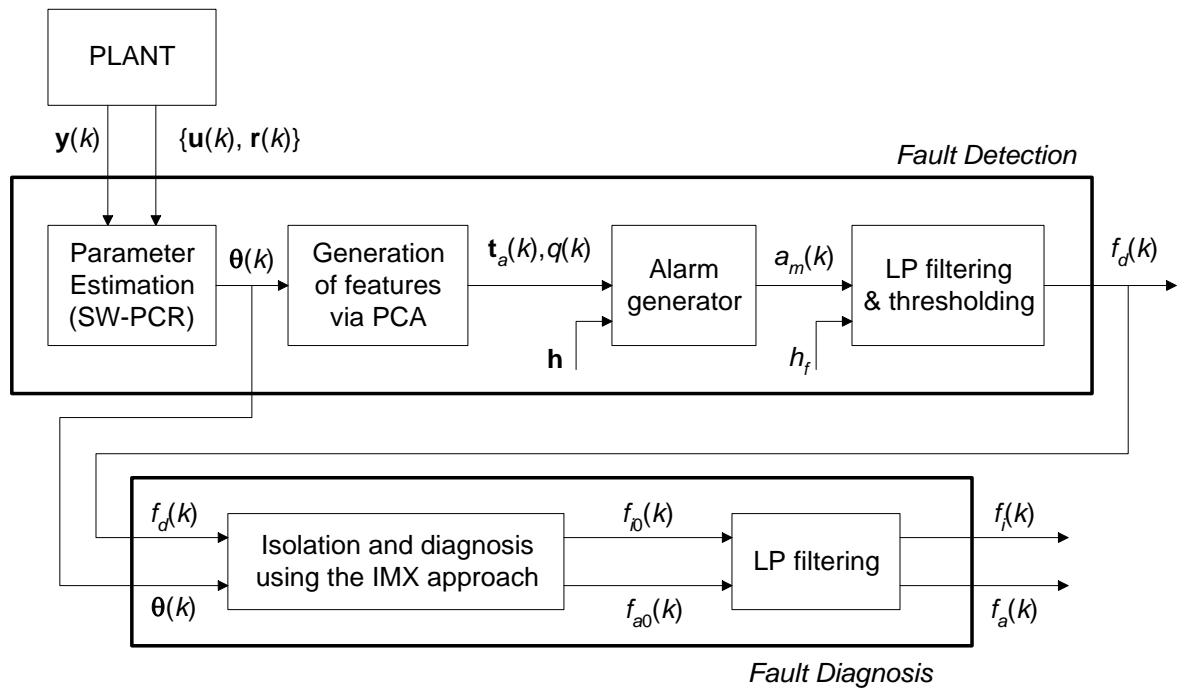 PLANT
y(k)
{u(k), r(k)}
Fault Detection
Parameter
Estimation
(SW-PCR)
θ(k)
Generation
of features
via PCA
t_a(k),q(k)
Alarm
generator
h
a_m(k)
LP filtering
& thresholding
h_f
f_d(k)
f_d(k)
θ(k)
Isolation and diagnosis
using the IMX approach
f_i0(k)
f_a0(k)
LP filtering
f_i(k)
f_a(k)
Fault Diagnosis